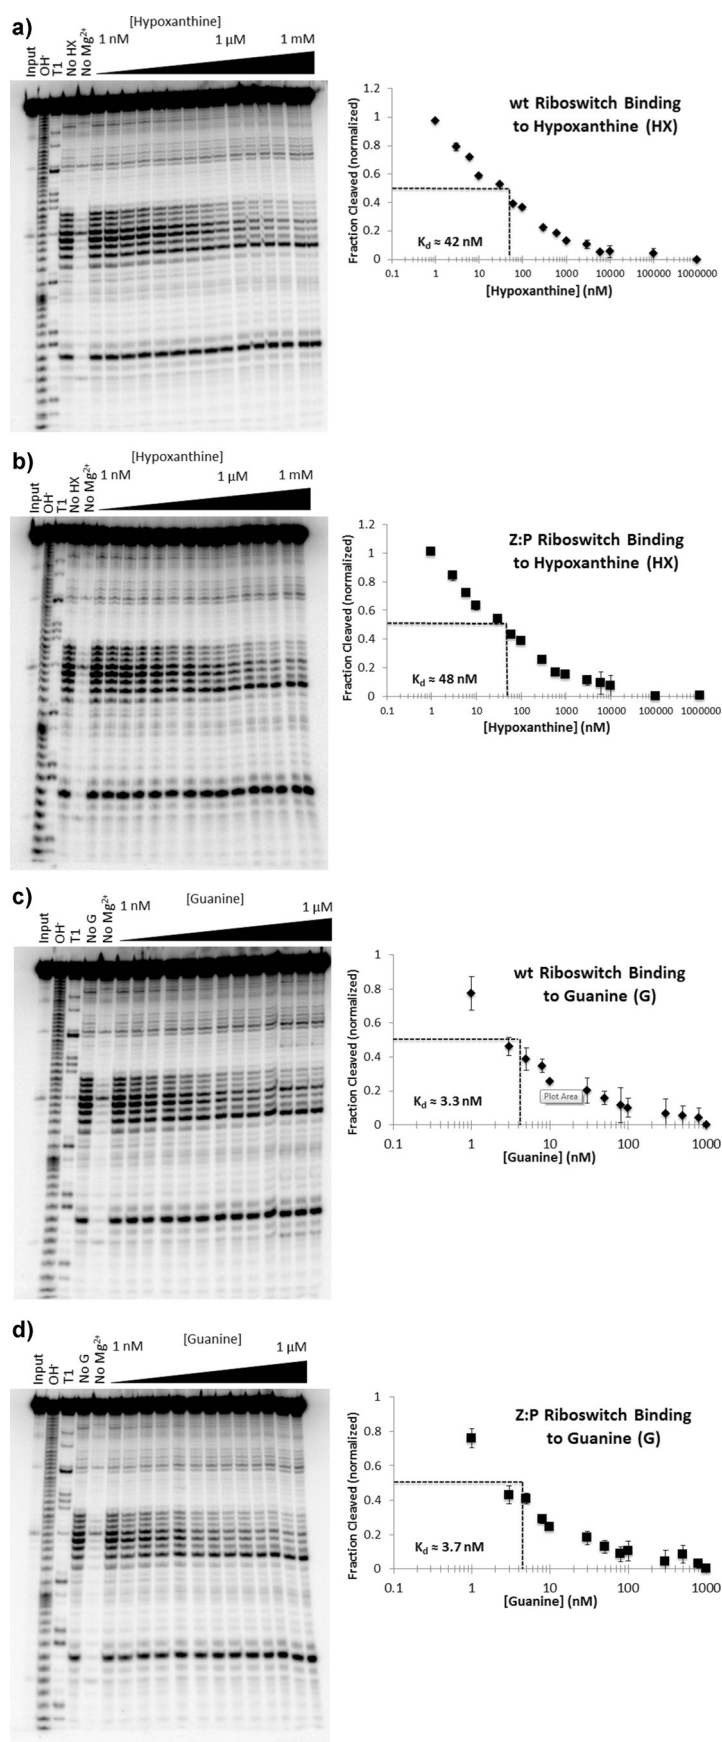 a)
[Hypoxanthine]
Input
OH-
T1
No HX
No Mg2+
1 nM
1 µM
1 mM
wt Riboswitch Binding
to Hypoxanthine (HX)
Fraction Cleaved (normalized)
1.2
1
0.8
0.6
0.4
0.2
0
Kd ≈ 42 nM
0.1
1
10
100
1000
10000
100000
1000000
[Hypoxanthine] (nM)
b)
[Hypoxanthine]
Input
OH-
T1
No HX
No Mg2+
1 nM
1 µM
1 mM
Z:P Riboswitch Binding
to Hypoxanthine (HX)
Fraction Cleaved (normalized)
1.2
1
0.8
0.6
0.4
0.2
0
Kd ≈ 48 nM
0.1
1
10
100
1000
10000
100000
1000000
[Hypoxanthine] (nM)
c)
[Guanine]
Input
OH-
T1
No G
No Mg2+
1 nM
1 µM
wt Riboswitch Binding
to Guanine (G)
Fraction Cleaved (normalized)
1
0.8
0.6
0.4
0.2
0
Kd ≈ 3.3 nM
Plot Area
0.1
1
10
100
1000
[Guanine] (nM)
d)
[Guanine]
Input
OH-
T1
No G
No Mg2+
1 nM
1 µM
Z:P Riboswitch Binding
to Guanine (G)
Fraction Cleaved (normalized)
1
0.8
0.6
0.4
0.2
0
Kd ≈ 3.7 nM
0.1
1
10
100
1000
[Guanine] (nM)